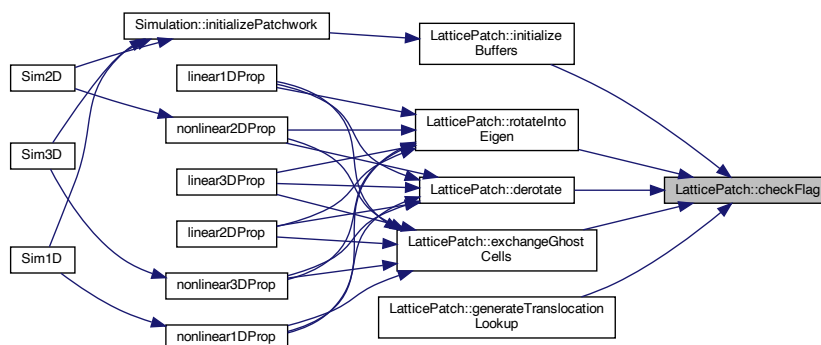 Simulation::initializePatchwork
LatticePatch::initialize
Buffers
Sim2D
linear1DProp
LatticePatch::rotateInto
Eigen
nonlinear2DProp
Sim3D
linear3DProp
LatticePatch::derotate
LatticePatch::checkFlag
linear2DProp
LatticePatch::exchangeGhost
Cells
Sim1D
nonlinear3DProp
LatticePatch::generateTranslocation
Lookup
nonlinear1DProp